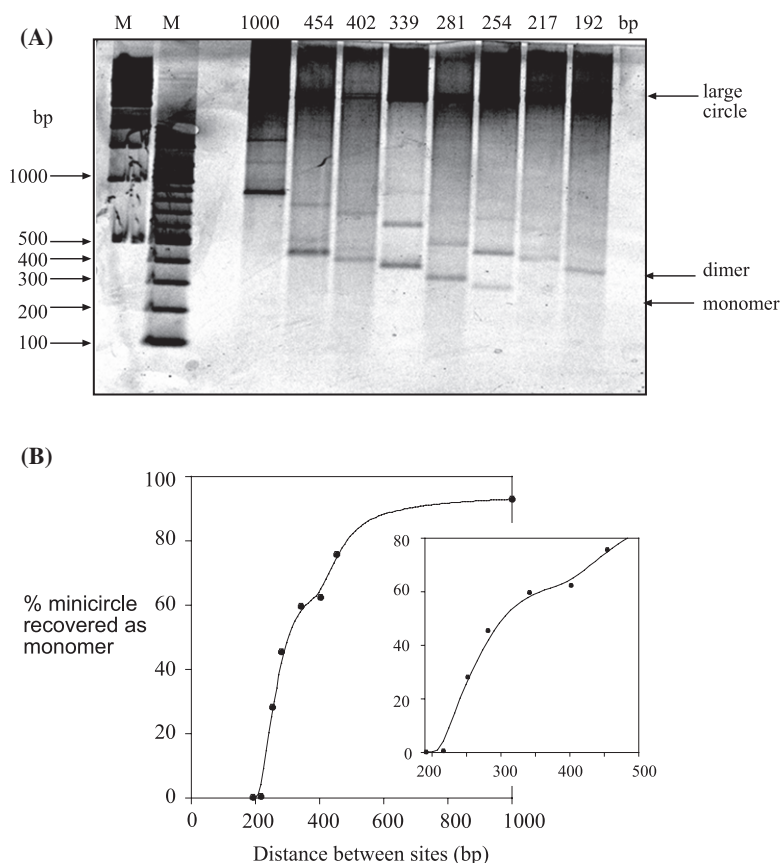 (A)
M M 1000 454 402 339 281 254 217 192 bp
bp
1000
500
400
300
200
100
large
circle
dimer
monomer
(B)
% minicircle
recovered as
monomer
100
80
60
40
20
0
0 200 400 600 800 1000
Distance between sites (bp)
80
60
40
20
0
200 300 400 500